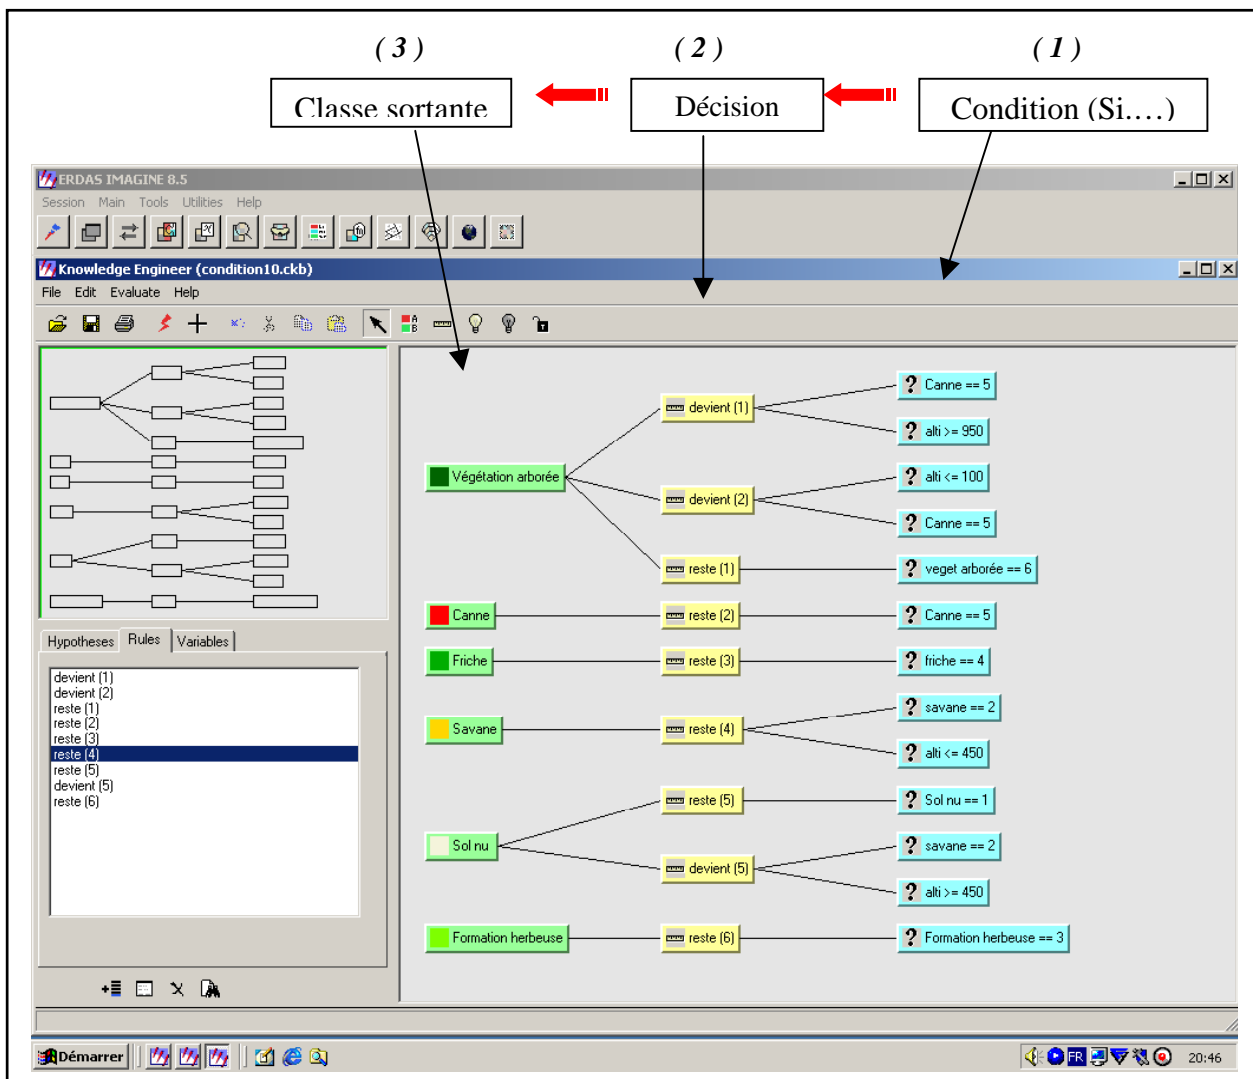 ( 3 ) ( 2 ) ( 1 )
Classe sortante Décision Condition (Si.…)
ERDAS IMAGINE 8.5
Session Main Tools Utilities Help
Knowledge Engineer (condition10.ckb)
File Edit Evaluate Help
A
B
Hypotheses Rules Variables
devient (1)
devient (2)
reste (1)
reste (2)
reste (3)
reste (4)
reste (5)
devient (5)
reste (6)
Végétation arborée
devient (1)
? Canne == 5
? alti >= 950
devient (2)
? alti <= 100
? Canne == 5
reste (1)
? veget arborée == 6
Canne reste (2) ? Canne == 5
Friche reste (3) ? friche == 4
Savane reste (4)
? savane == 2
? alti <= 450
Sol nu
reste (5) ? Sol nu == 1
devient (5)
? savane == 2
? alti >= 450
Formation herbeuse reste (6) ? Formation herbeuse == 3
Démarrer FR 20:46